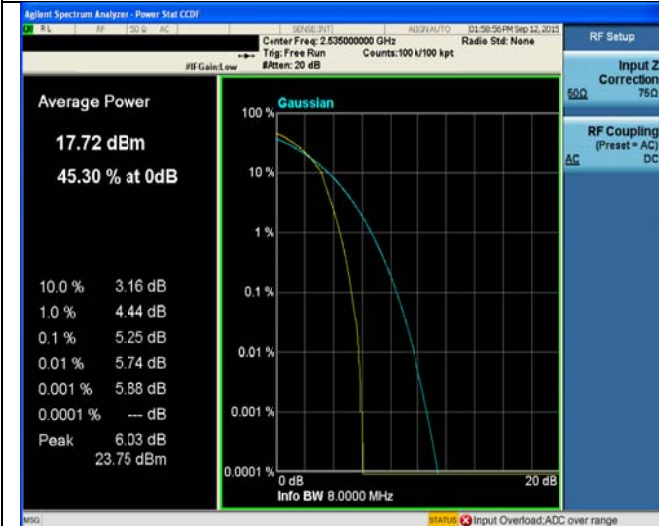 Agilent Spectrum Analyzer - Power Stat CCDF
RL RF 50 Ω AC SENSE:INT ALIGN AUTO 01:58:56 PM Sep 12, 2015
Center Freq: 2.535000000 GHz Radio Std: None
Trig: Free Run Counts:100 k/100 kpt
#IFGain:Low #Atten: 20 dB
RF Setup
Input Z
Correction
50Ω 75Ω
RF Coupling
(Preset = AC)
AC DC
Average Power
17.72 dBm
45.30 % at 0dB
10.0 % 3.16 dB
1.0 % 4.44 dB
0.1 % 5.25 dB
0.01 % 5.74 dB
0.001 % 5.88 dB
0.0001 % --- dB
Peak 6.03 dB
23.75 dBm
Gaussian
100 %
10 %
1 %
0.1 %
0.01 %
0.001 %
0.0001 %
0 dB 20 dB
Info BW 8.0000 MHz
MSG STATUS Input Overload;ADC over range